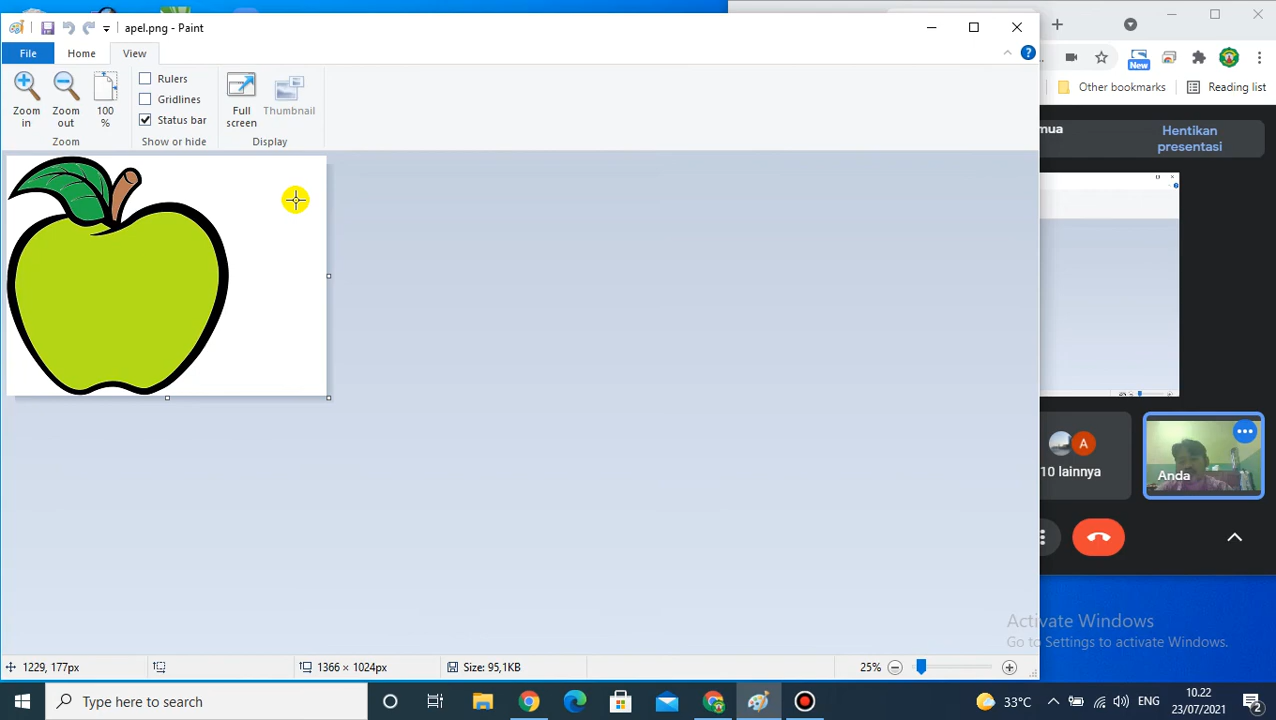 apel.png - Paint
File
Home
View
Zoom in
Zoom out
100 %
Rulers
Gridlines
Status bar
Full screen
Thumbnail
Zoom
Show or hide
Display
New
Other bookmarks
Reading list
mua
Hentikan presentasi
A
10 lainnya
Anda
Activate Windows
Go to Settings to activate Windows.
1229, 177px
1366 × 1024px
Size: 95,1KB
25%
Type here to search
33°C
ENG
10.22
23/07/2021
2